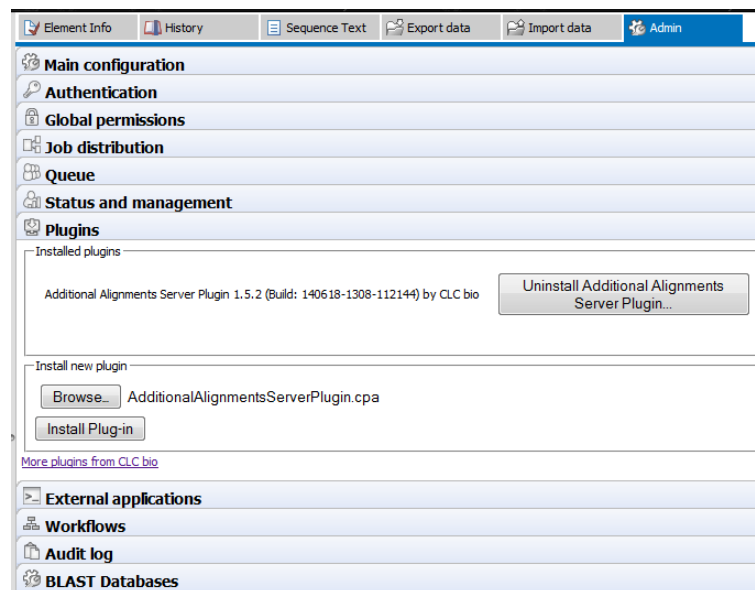 Element Info History Sequence Text Export data Import data Admin
Main configuration
Authentication
Global permissions
Job distribution
Queue
Status and management
Plugins
Installed plugins
Additional Alignments Server Plugin 1.5.2 (Build: 140618-1308-112144) by CLC bio
Uninstall Additional Alignments
Server Plugin...
Install new plugin
Browse_ AdditionalAlignmentsServerPlugin.cpa
Install Plug-in
More plugins from CLC bio
External applications
Workflows
Audit log
BLAST Databases